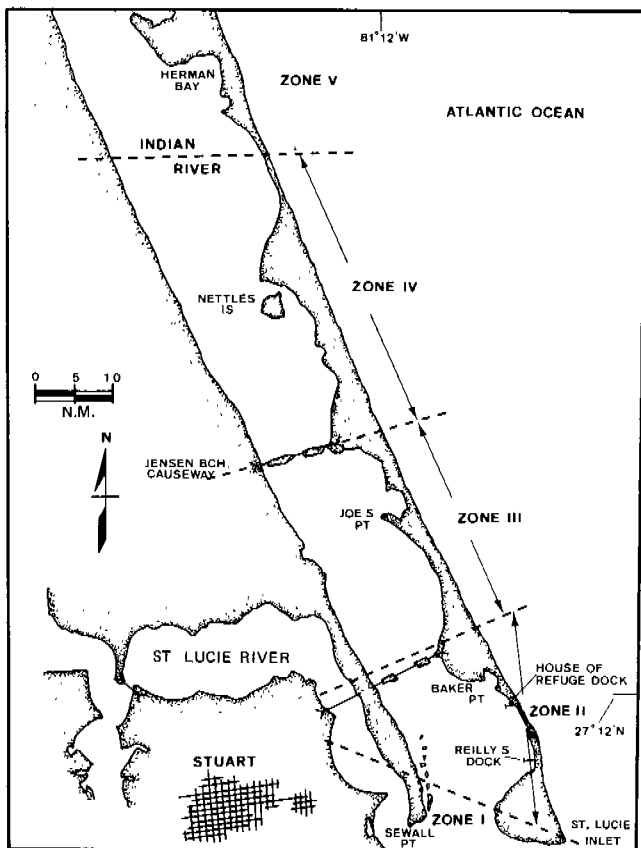 81°12'W
HERMAN
BAY
ZONE V
ATLANTIC OCEAN
INDIAN
RIVER
NETTLES
IS
ZONE IV
0 5 10
N.M.
N
JENSEN BCH
CAUSEWAY
JOE S
PT
ZONE III
ST. LUCIE RIVER
HOUSE OF
REFUGE DOCK
BAKER
PT
ZONE II
27°12'N
STUART
REILLY S
DOCK
ZONE I
SEWALL
PT
ST. LUCIE
INLET